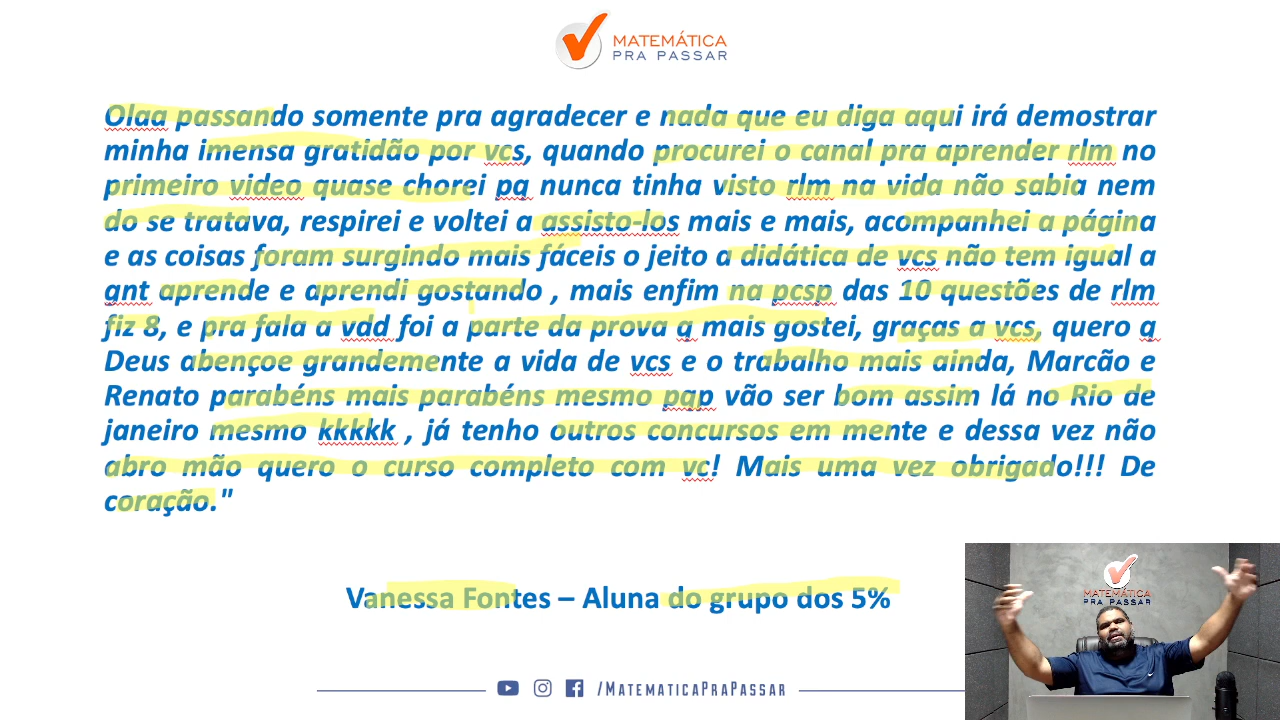 MATEMÁTICA
PRA PASSAR
Olaa passando somente pra agradecer e nada que eu diga aqui irá demostrar
minha imensa gratidão por vcs, quando procurei o canal pra aprender rlm no
primeiro video quase chorei pq nunca tinha visto rlm na vida não sabia nem
do se tratava, respirei e voltei a assisto-los mais e mais, acompanhei a página
e as coisas foram surgindo mais fáceis o jeito a didática de vcs não tem igual a
gnt aprende e aprendi gostando , mais enfim na pcsp das 10 questões de rlm
fiz 8, e pra fala a vdd foi a parte da prova q mais gostei, graças a vcs, quero q
Deus abençoe grandemente a vida de vcs e o trabalho mais ainda, Marcão e
Renato parabéns mais parabéns mesmo pqp vão ser bom assim lá no Rio de
janeiro mesmo kkkkk , já tenho outros concursos em mente e dessa vez não
abro mão quero o curso completo com vc! Mais uma vez obrigado!!! De
coração."
Vanessa Fontes – Aluna do grupo dos 5%
/MATEMATICAPRAPASSAR
MATEMÁTICA
PRA PASSAR